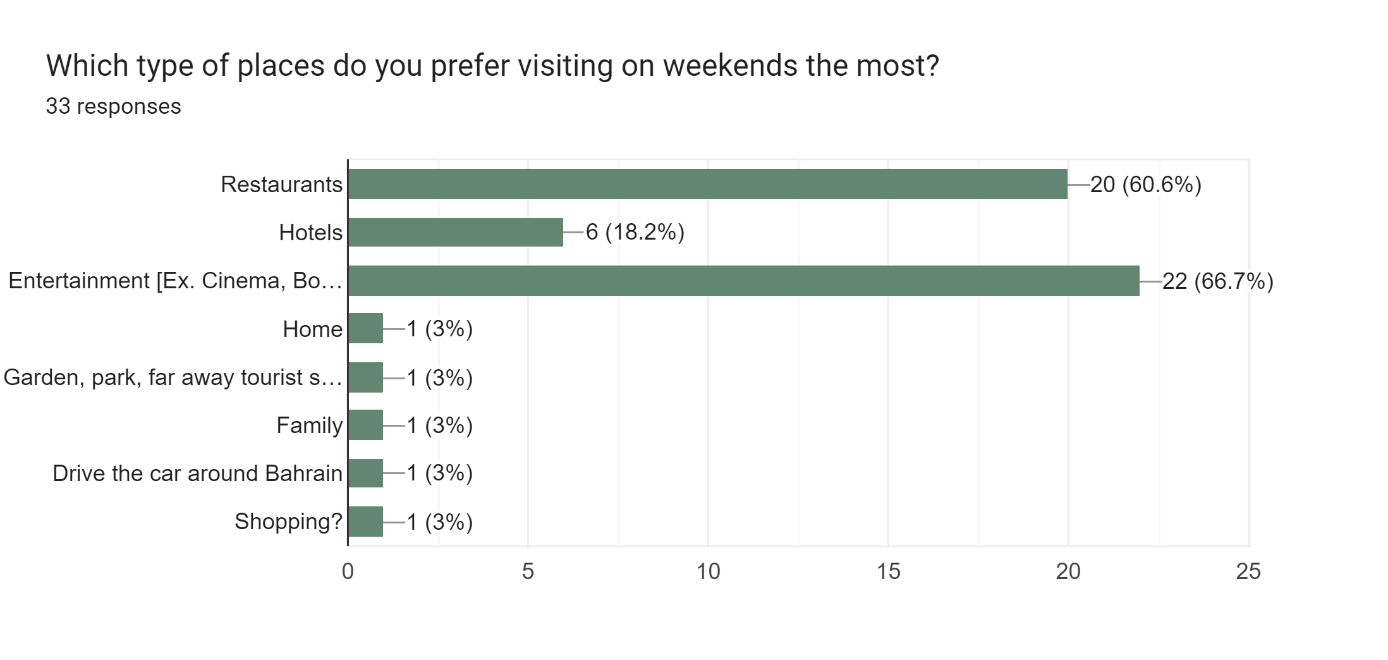 Which type of places do you prefer visiting on weekends the most?
33 responses
Restaurants 20 (60.6%)
Hotels 6 (18.2%)
Entertainment [Ex. Cinema, Bo… 22 (66.7%)
Home 1 (3%)
Garden, park, far away tourist s… 1 (3%)
Family 1 (3%)
Drive the car around Bahrain 1 (3%)
Shopping? 1 (3%)
0 5 10 15 20 25